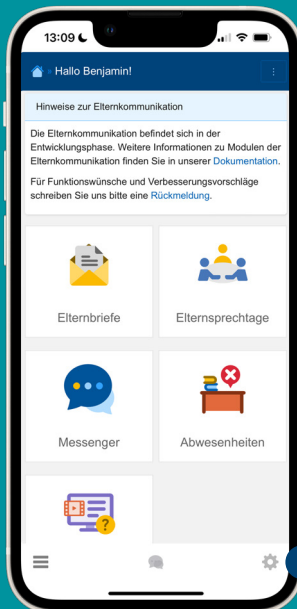 13:09
Hallo Benjamin!
Hinweise zur Elternkommunikation
Die Elternkommunikation befindet sich in der
Entwicklungsphase. Weitere Informationen zu Modulen der
Elternkommunikation finden Sie in unserer Dokumentation.
Für Funktionswünsche und Verbesserungsvorschläge
schreiben Sie uns bitte eine Rückmeldung.
Elternbriefe
Elternsprechtage
Messenger
Abwesenheiten
?